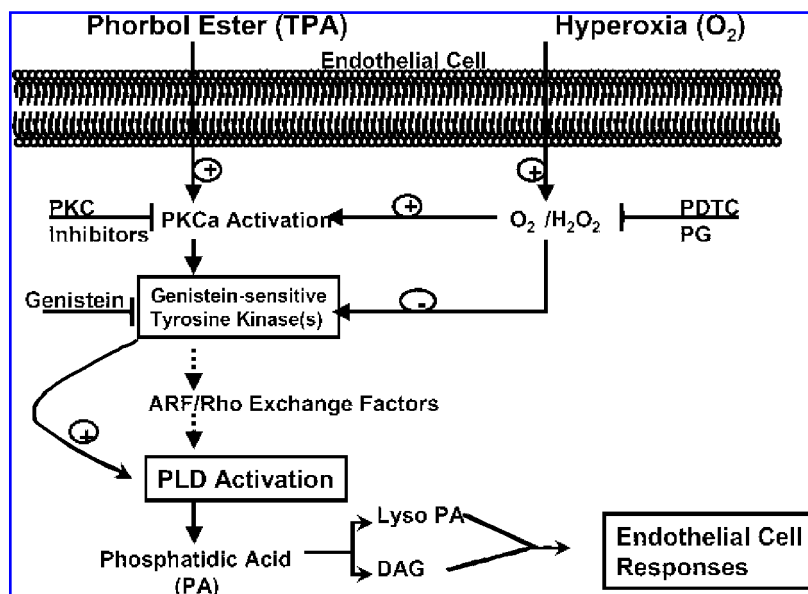 Phorbol Ester (TPA)
Hyperoxia (O₂)
Endothelial Cell
+
+
PKC
Inhibitors
PKCa Activation
+
O₂ /H₂O₂
PDTC
PG
Genistein
Genistein-sensitive
Tyrosine Kinase(s)
-
ARF/Rho Exchange Factors
+
PLD Activation
Phosphatidic Acid
(PA)
Lyso PA
DAG
Endothelial Cell
Responses